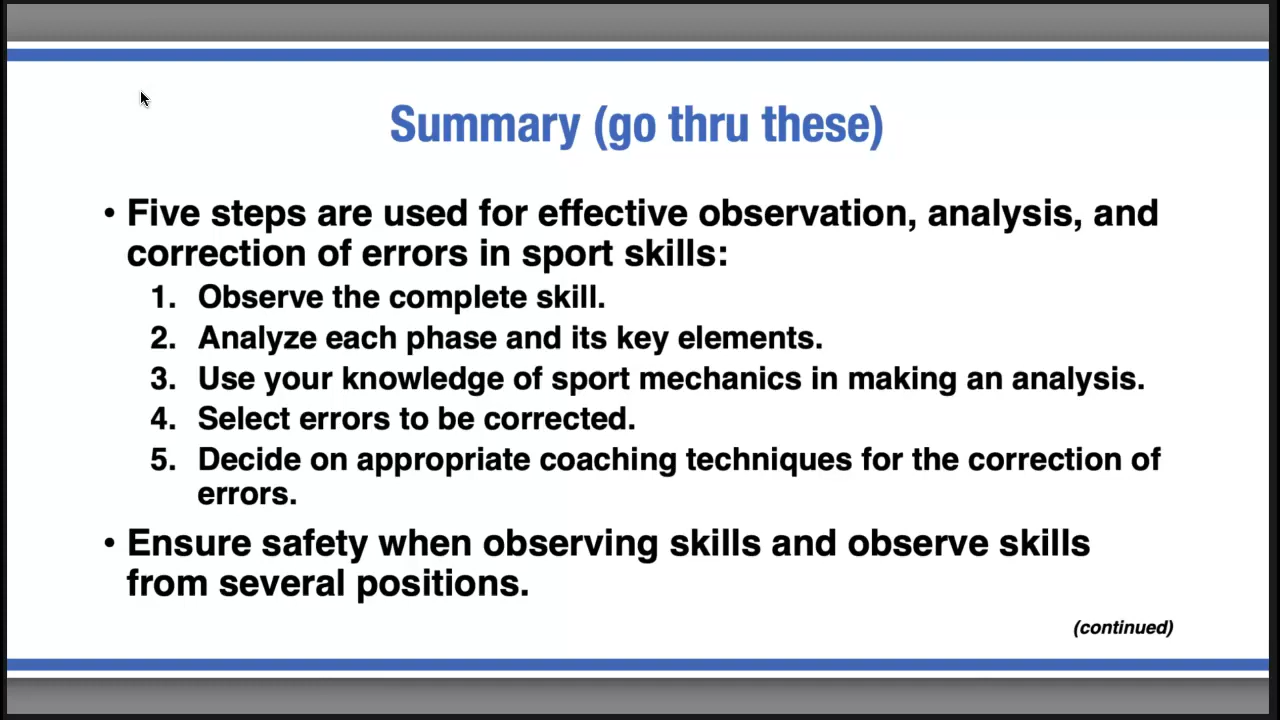 Summary (go thru these)
• Five steps are used for effective observation, analysis, and
correction of errors in sport skills:
1. Observe the complete skill.
2. Analyze each phase and its key elements.
3. Use your knowledge of sport mechanics in making an analysis.
4. Select errors to be corrected.
5. Decide on appropriate coaching techniques for the correction of
errors.
• Ensure safety when observing skills and observe skills
from several positions.
(continued)